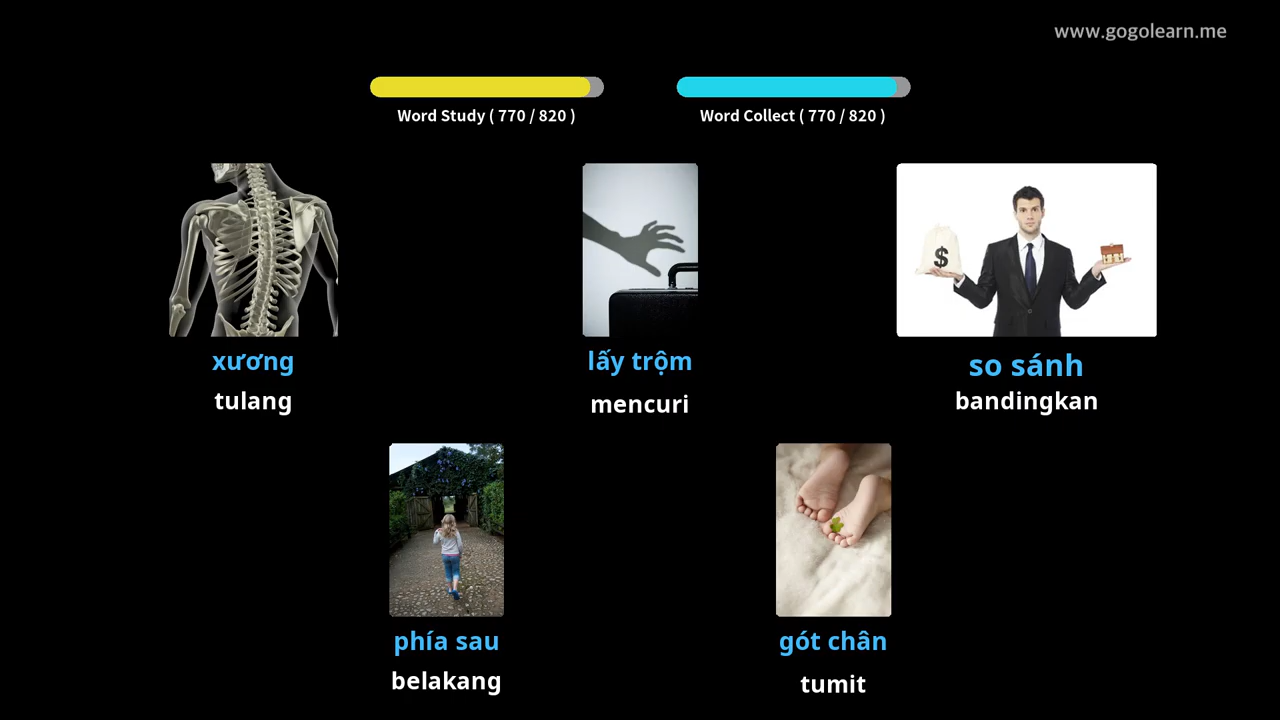 www.gogolearn.me
Word Study ( 770 / 820 )
Word Collect ( 770 / 820 )
$
xương
lấy trộm
so sánh
tulang
mencuri
bandingkan
phía sau
gót chân
belakang
tumit